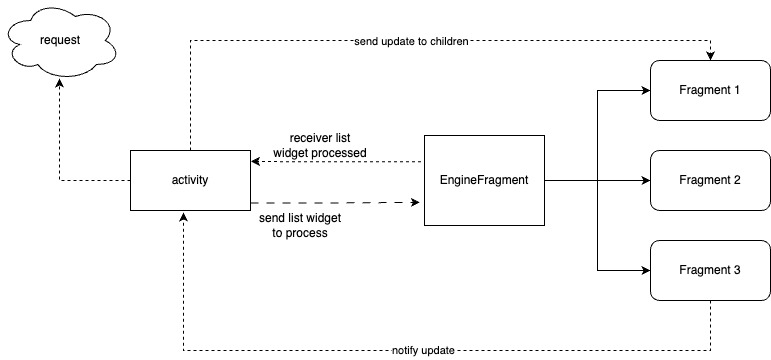 request
send update to children
Fragment 1
receiver list
widget processed
activity
EngineFragment
Fragment 2
send list widget
to process
Fragment 3
notify update